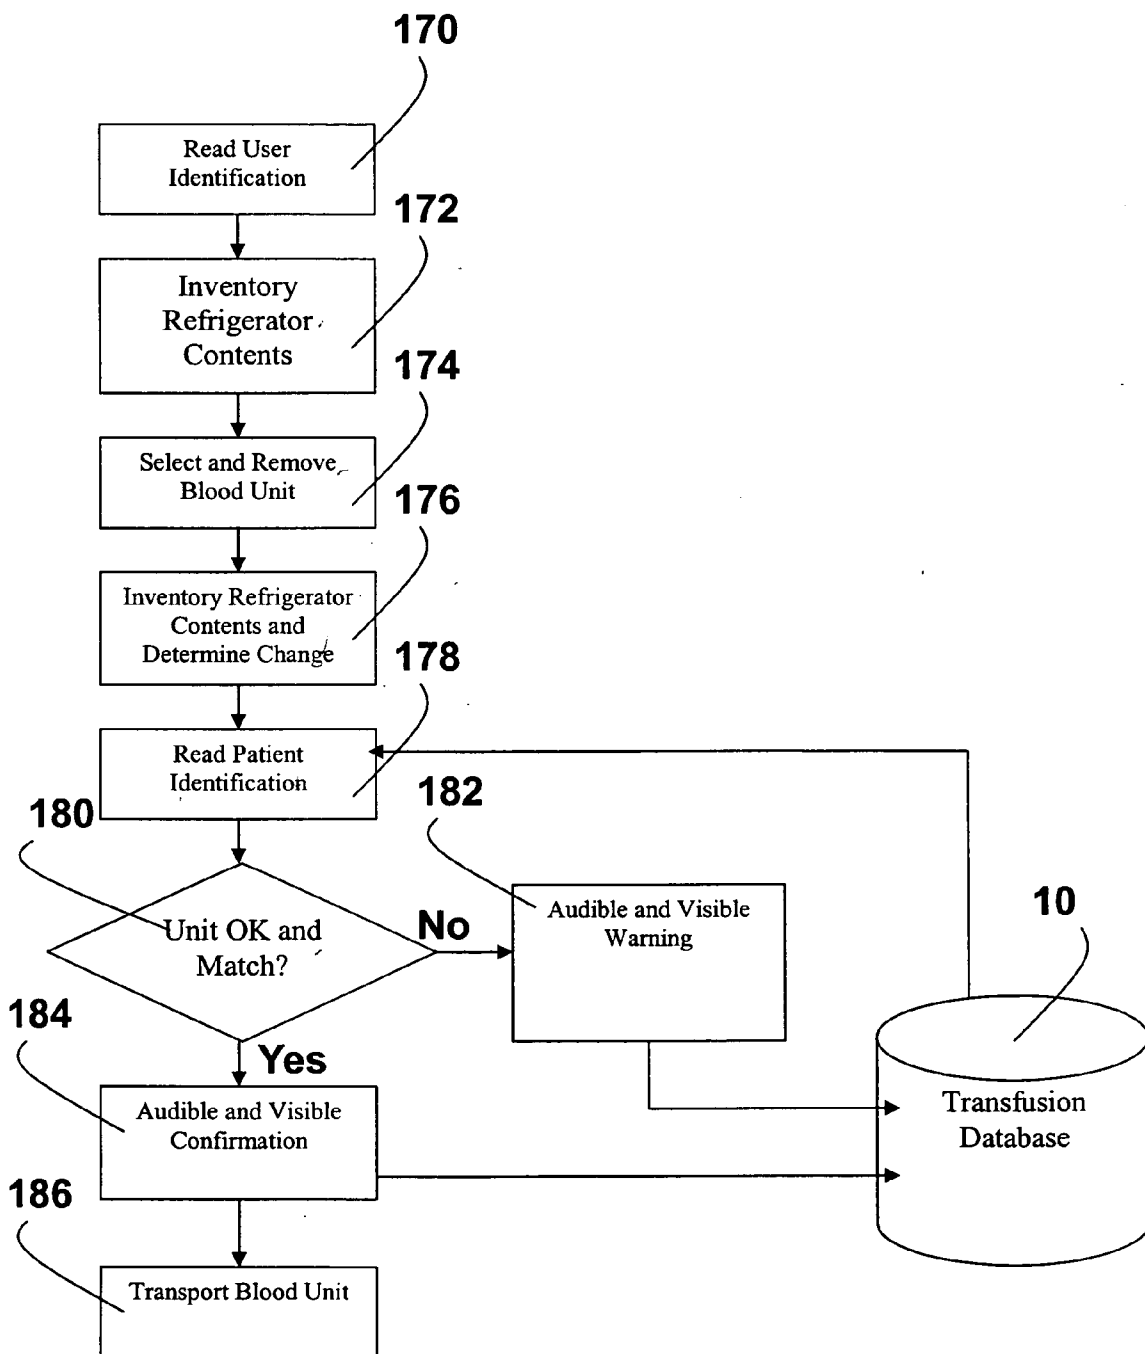 170
Read User
Identification
172
Inventory
Refrigerator
Contents
174
Select and Remove
Blood Unit
176
Inventory Refrigerator
Contents and
Determine Change
178
Read Patient
Identification
180
Unit OK and
Match?
No
182
Audible and Visible
Warning
10
Transfusion
Database
Yes
184
Audible and Visible
Confirmation
186
Transport Blood Unit